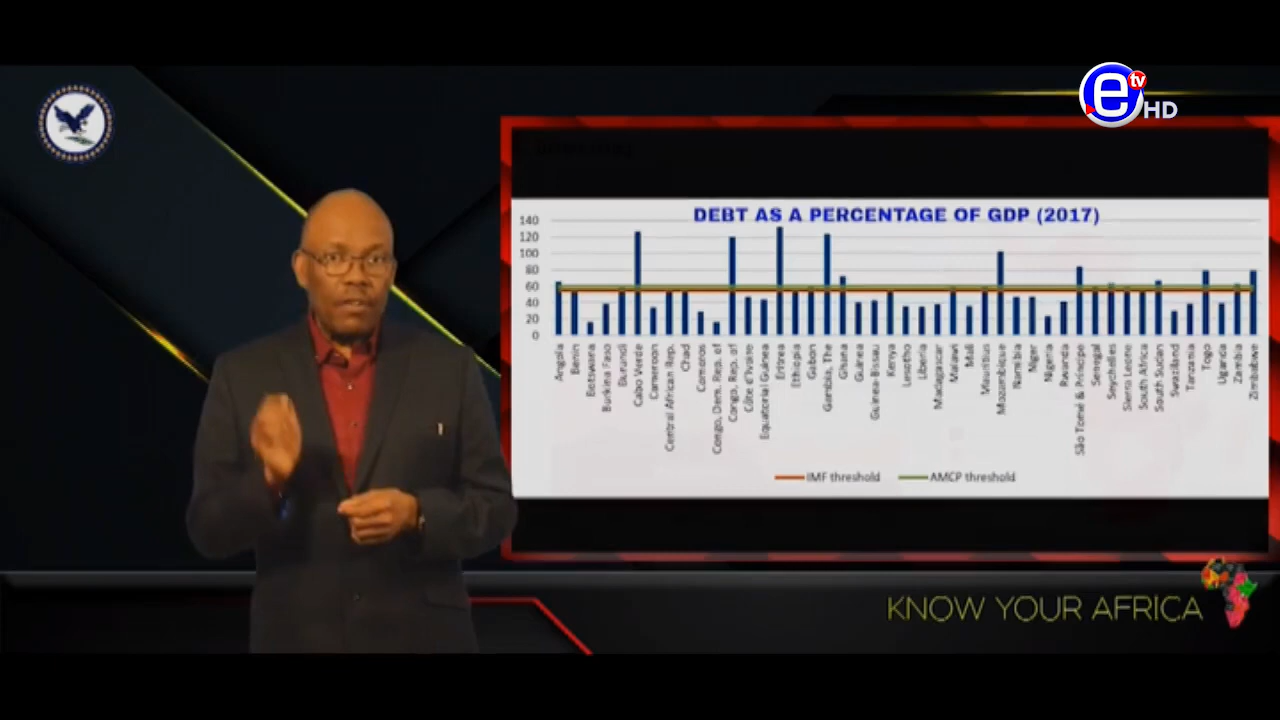 e tv HD
DEBT AS A PERCENTAGE OF GDP (2017)
140
120
100
80
60
40
20
0
Angola
Benin
Botswana
Burkina Faso
Burundi
Cabo Verde
Cameroon
Central African Rep.
Chad
Comoros
Congo, Dem. Rep. of
Congo, Rep. of
Côte d'Ivoire
Equatorial Guinea
Eritrea
Ethiopia
Gabon
Gambia, The
Ghana
Guinea
Guinea-Bissau
Kenya
Lesotho
Liberia
Madagascar
Malawi
Mali
Mauritius
Mozambique
Namibia
Niger
Nigeria
Rwanda
São Tomé & Príncipe
Senegal
Seychelles
Sierra Leone
South Africa
South Sudan
Swaziland
Tanzania
Togo
Uganda
Zambia
Zimbabwe
IMF threshold
AMCP threshold
KNOW YOUR AFRICA